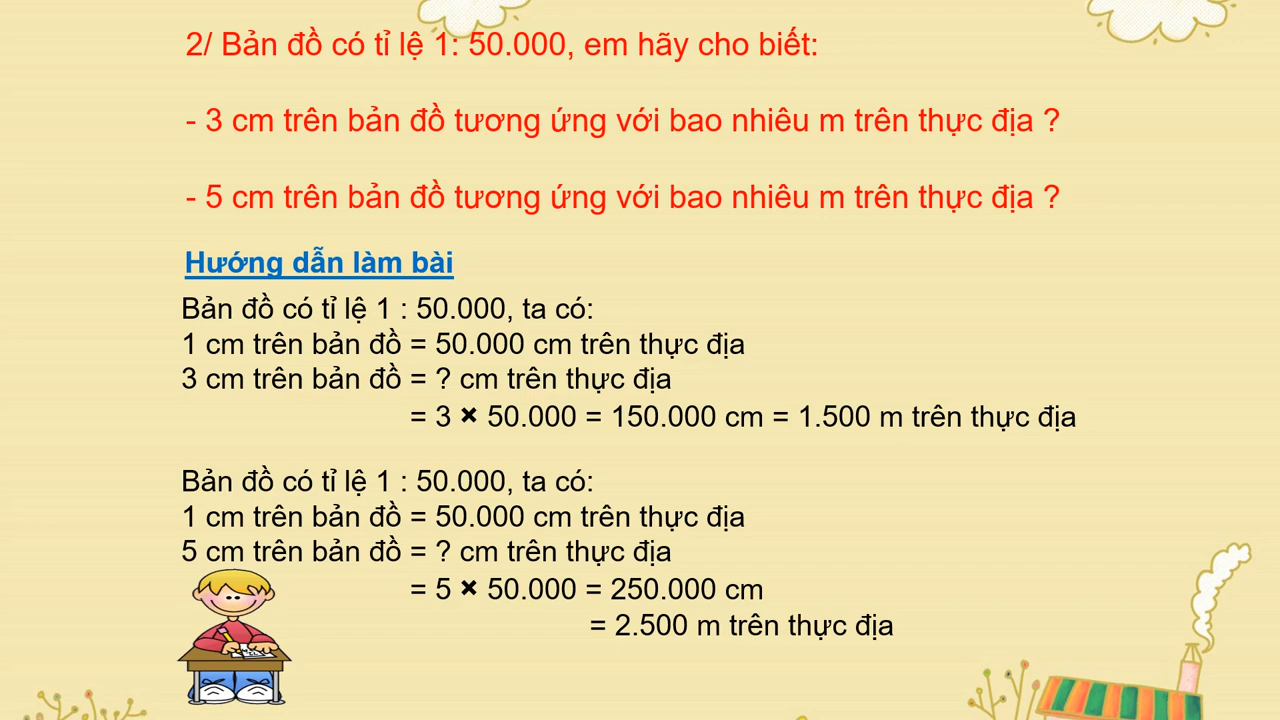 2/ Bản đồ có tỉ lệ 1: 50.000, em hãy cho biết:
- 3 cm trên bản đồ tương ứng với bao nhiêu m trên thực địa ?
- 5 cm trên bản đồ tương ứng với bao nhiêu m trên thực địa ?
Hướng dẫn làm bài
Bản đồ có tỉ lệ 1 : 50.000, ta có:
1 cm trên bản đồ = 50.000 cm trên thực địa
3 cm trên bản đồ = ? cm trên thực địa
= 3 × 50.000 = 150.000 cm = 1.500 m trên thực địa
Bản đồ có tỉ lệ 1 : 50.000, ta có:
1 cm trên bản đồ = 50.000 cm trên thực địa
5 cm trên bản đồ = ? cm trên thực địa
= 5 × 50.000 = 250.000 cm
= 2.500 m trên thực địa